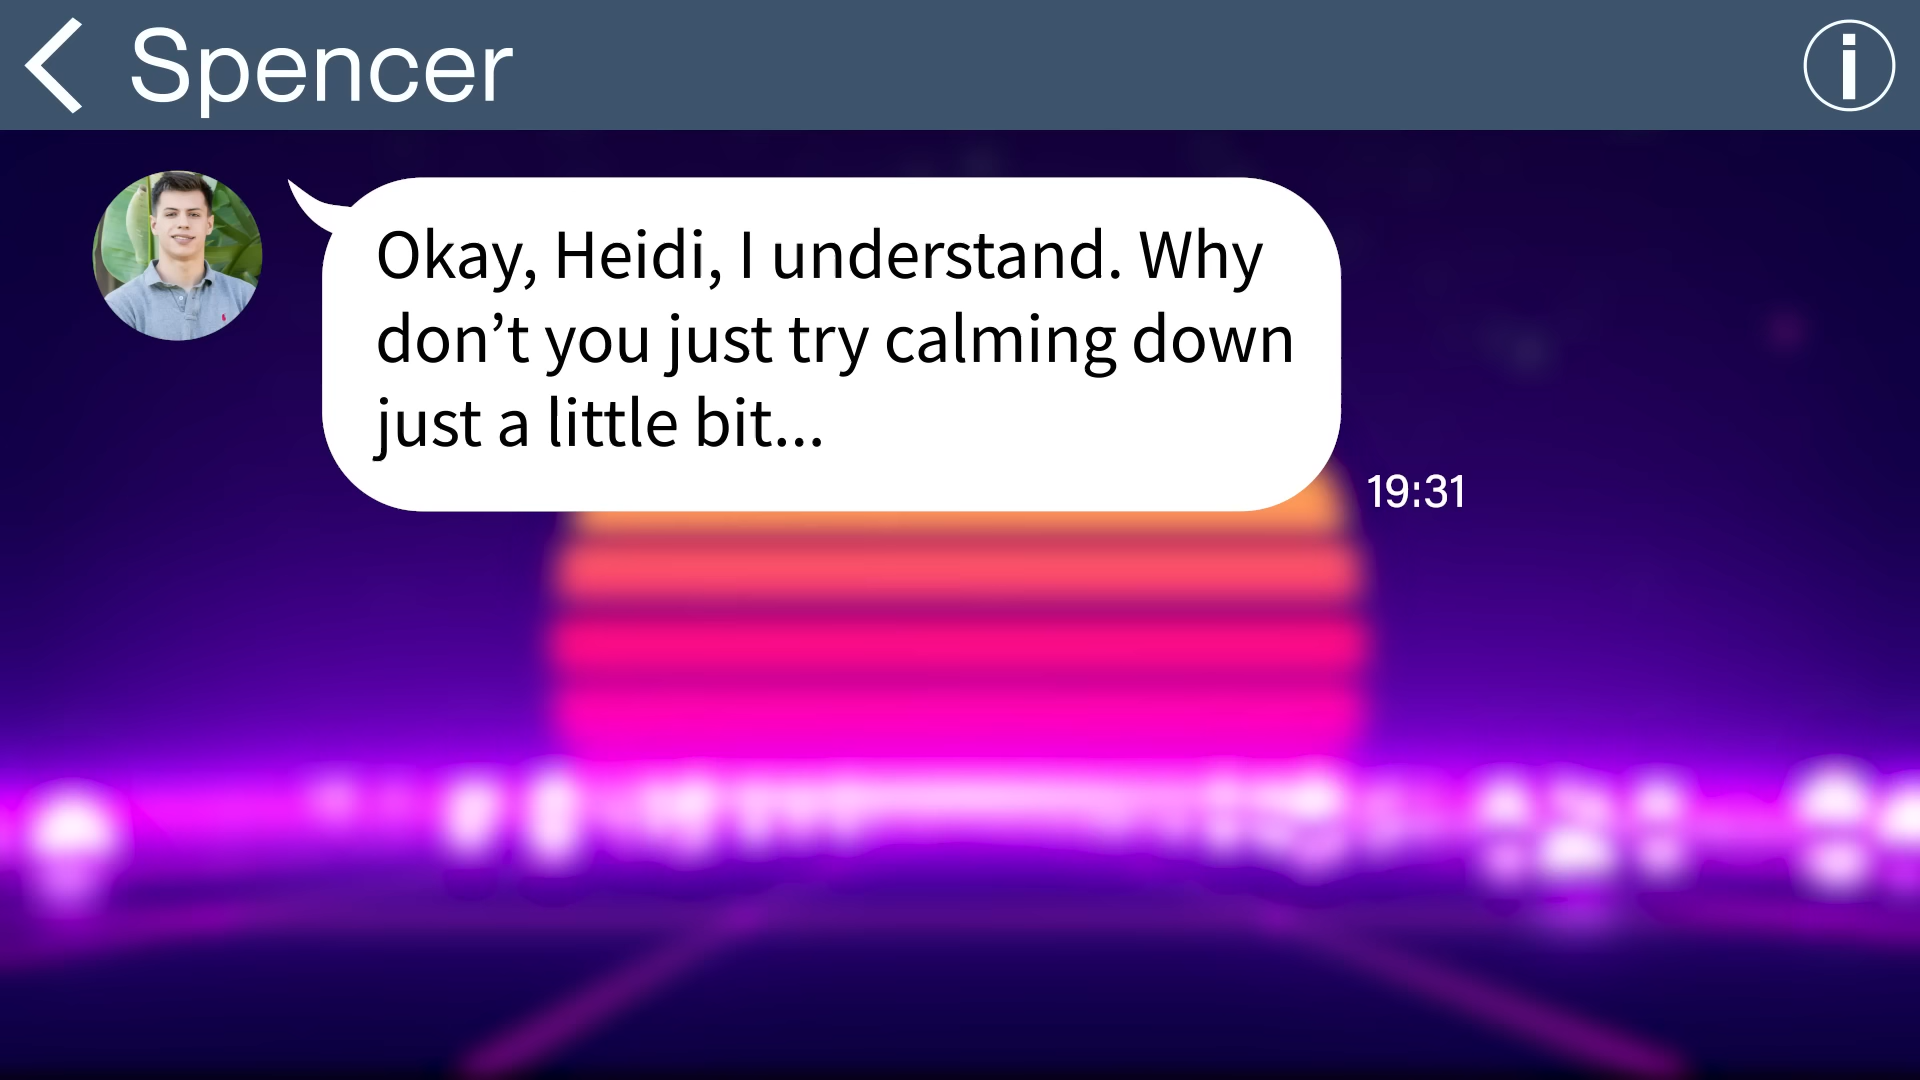 Spencer
Okay, Heidi, I understand. Why
don’t you just try calming down
just a little bit...
19:31